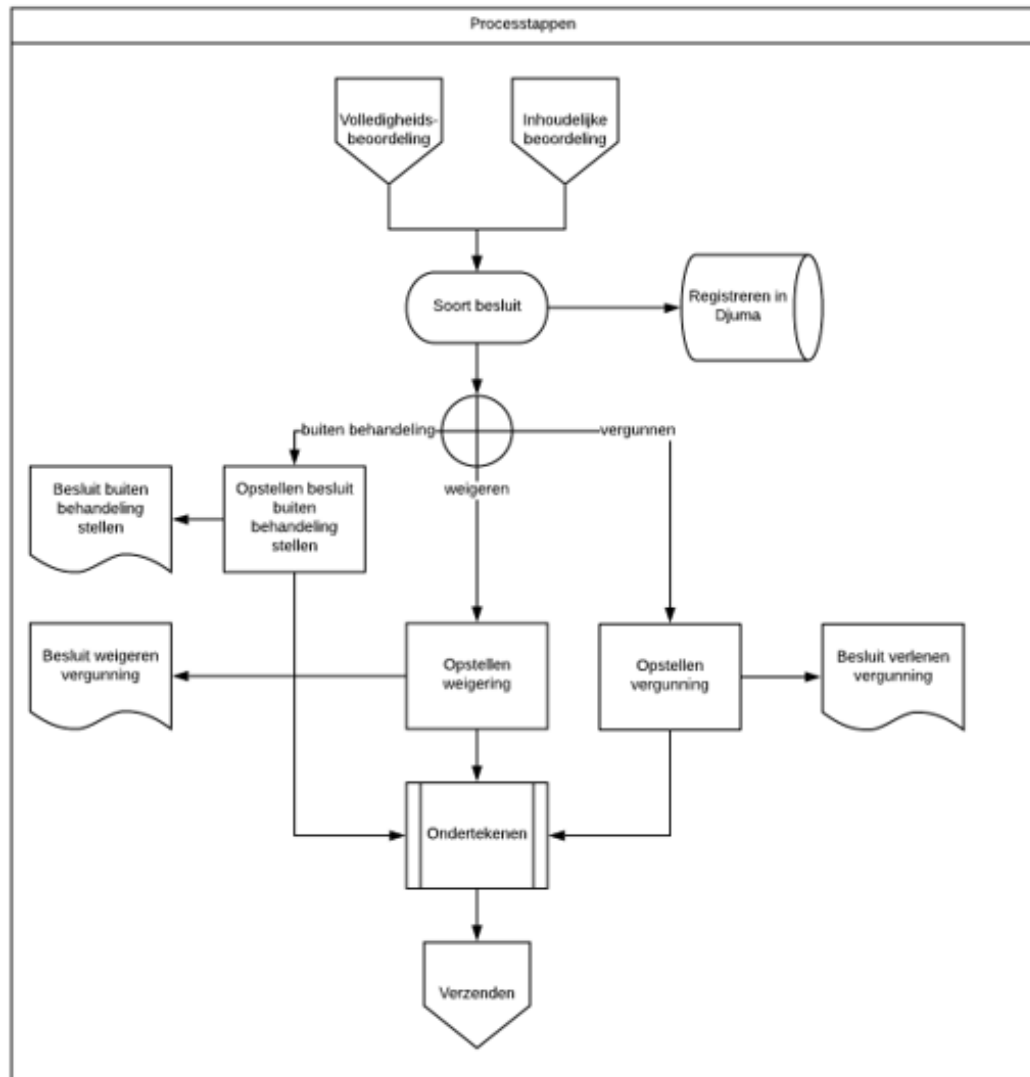 Processtappen
Volledigheids-
beoordeling
Inhoudelijke
beoordeling
Soort besluit
Registreren in
Djuma
buiten behandeling
vergunnen
weigeren
Besluit buiten
behandeling
stellen
Opstellen besluit
buiten
behandeling
stellen
Besluit weigeren
vergunning
Opstellen
weigering
Opstellen
vergunning
Besluit verlenen
vergunning
Ondertekenen
Verzenden